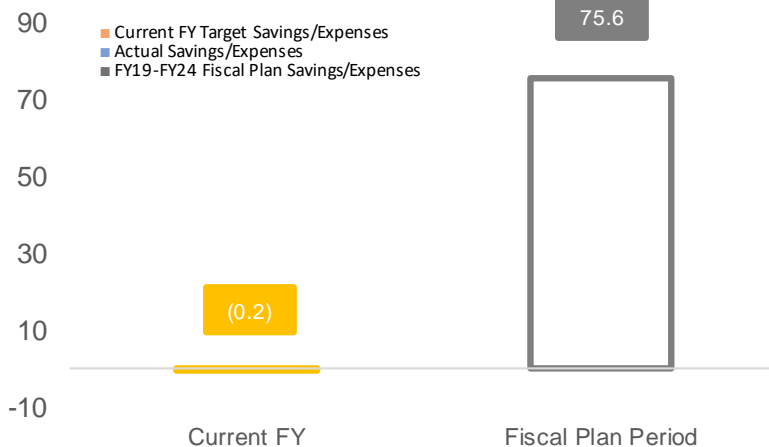 90
75.6
Current FY Target Savings/Expenses
Actual Savings/Expenses
FY19-FY24 Fiscal Plan Savings/Expenses
70
50
30
(0.2)
10
-10
Current FY
Fiscal Plan Period